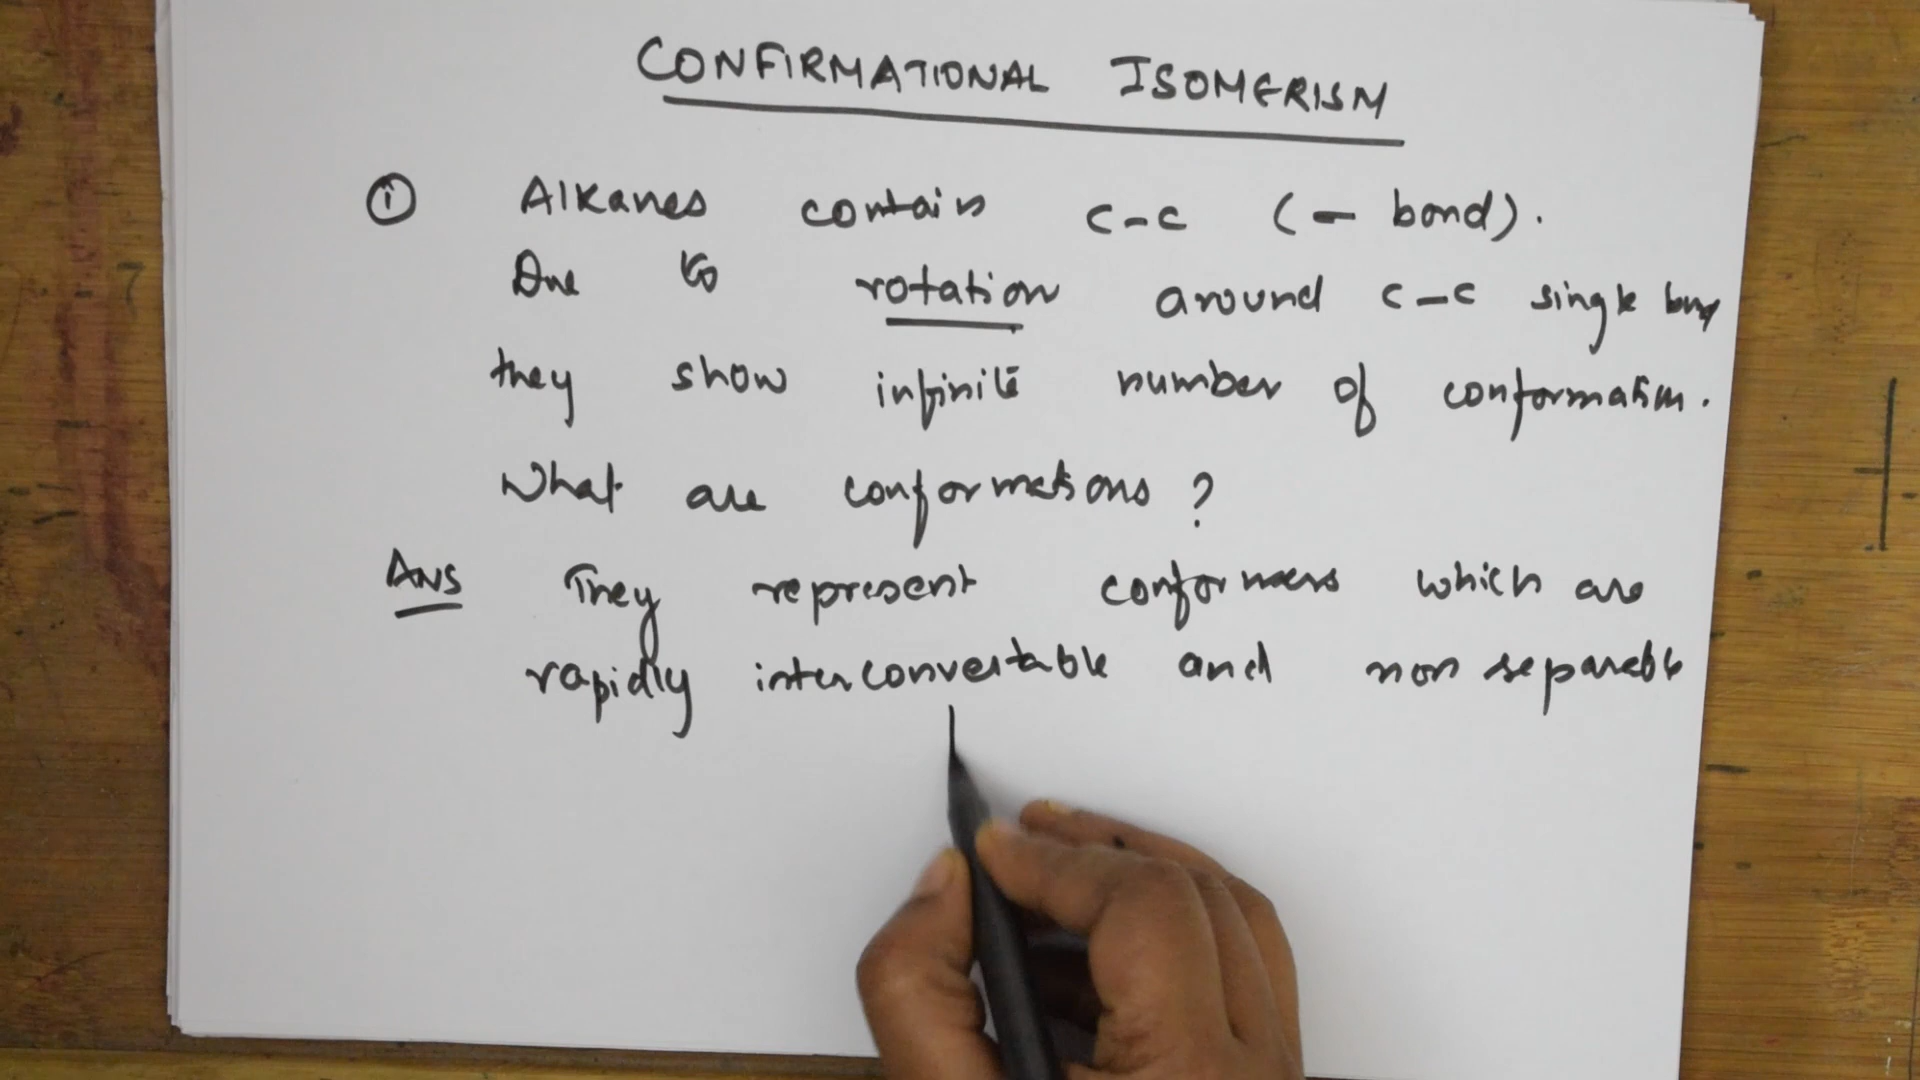 CONFIRMATIONAL ISOMERISM
① Alkanes contain C-C (- bond).
Due to rotation around C-C single bond
they show infinite number of conformation.
What are conformations?
ANS They represent conformers which are
rapidly interconvertable and non separable